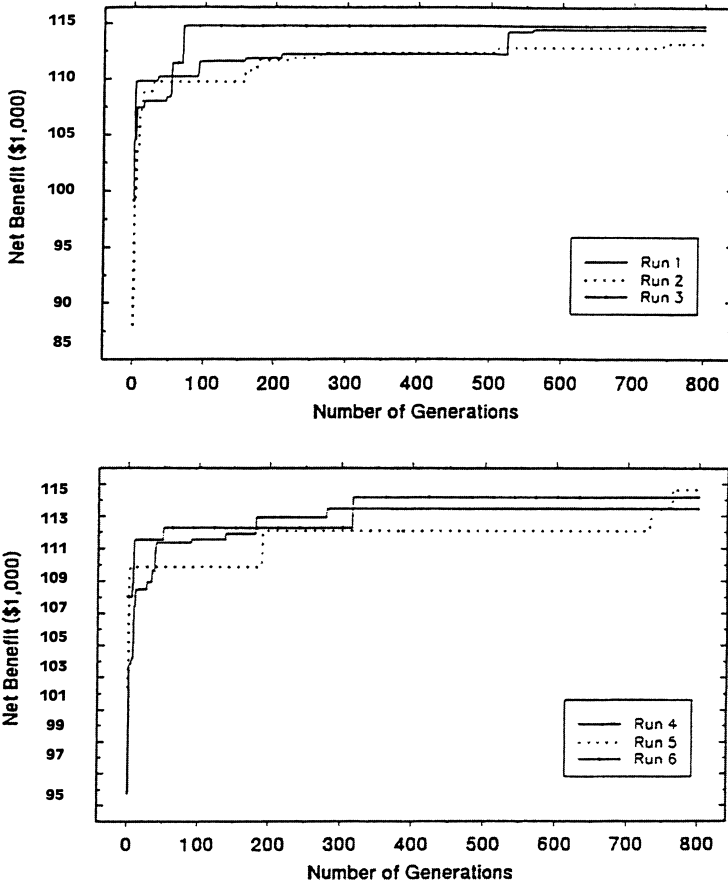 115
110
105
100
95
90
85
Net Benefit ($1,000)
Run 1
Run 2
Run 3
0 100 200 300 400 500 600 700 800
Number of Generations
115
113
111
109
107
105
103
101
99
97
95
Net Benefit ($1,000)
Run 4
Run 5
Run 6
0 100 200 300 400 500 600 700 800
Number of Generations